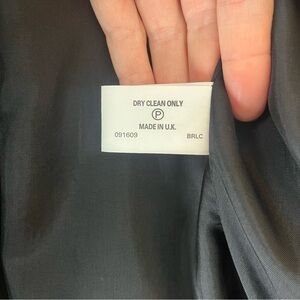 DRY CLEAN ONLY
P
MADE IN U.K.
091609 BRLC